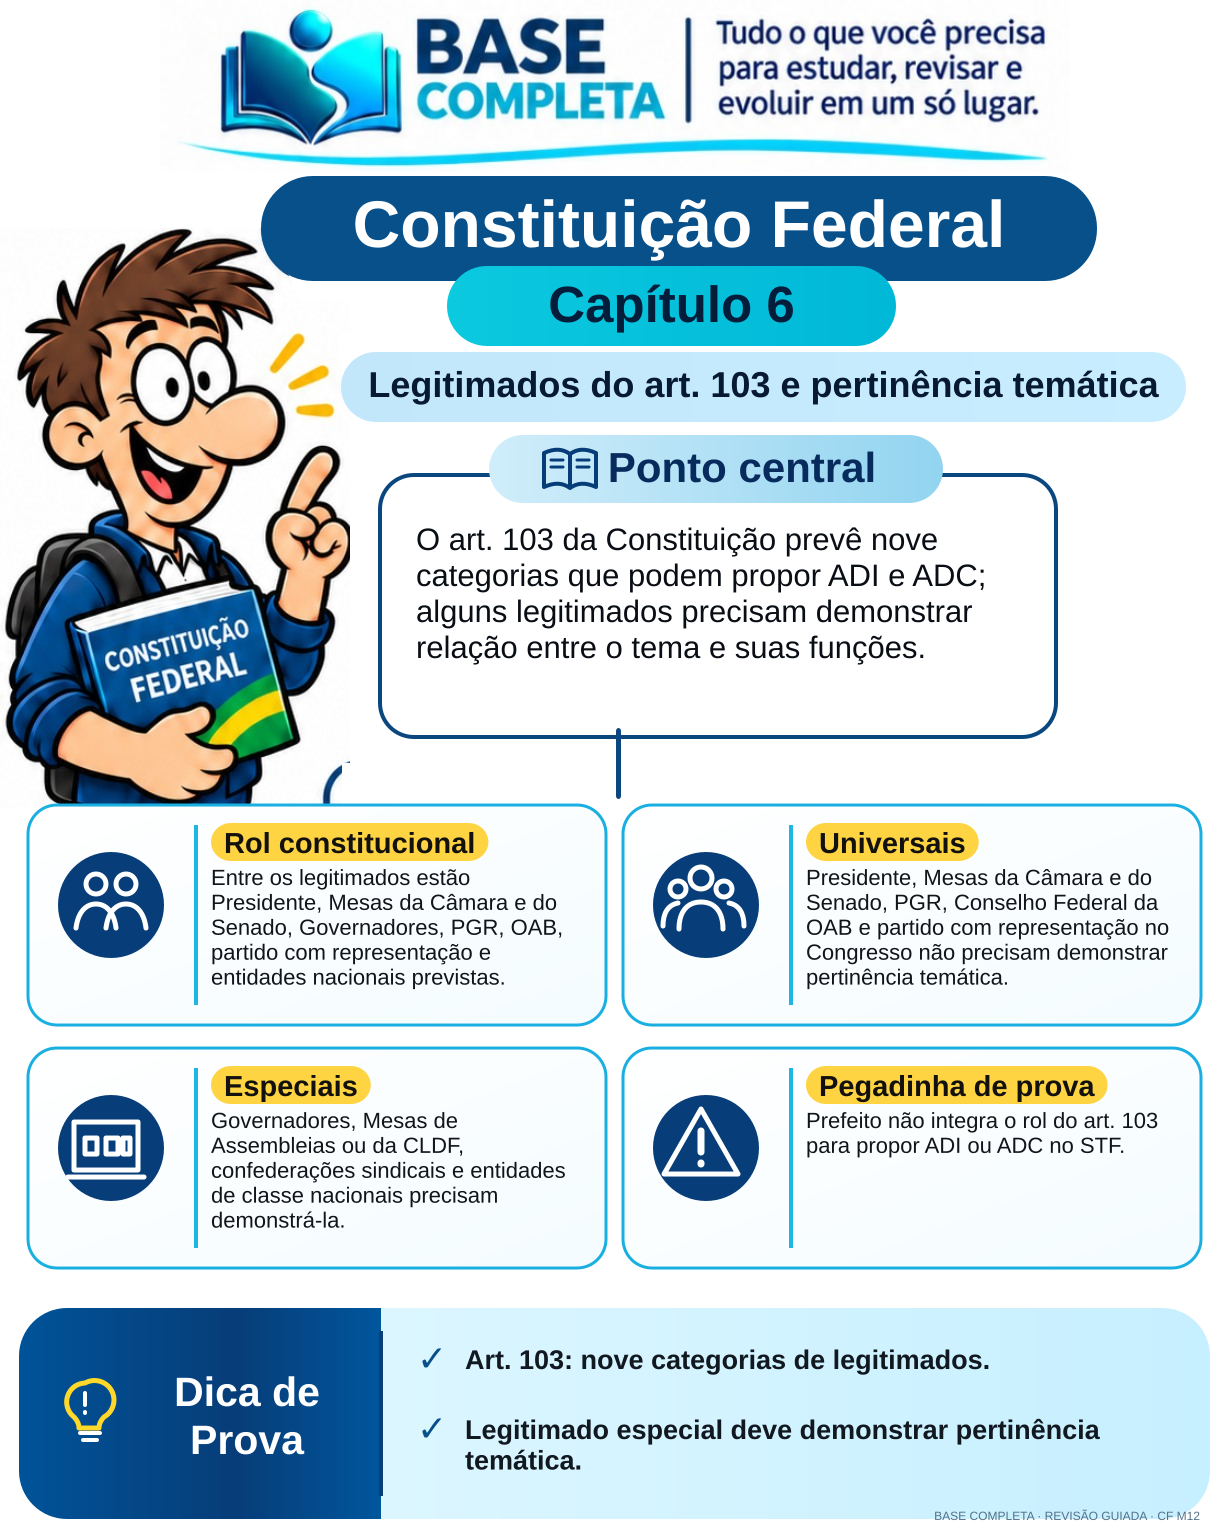 BASE
COMPLETA
Tudo o que você precisa
para estudar, revisar e
evoluir em um só lugar.
Constituição Federal
Capítulo 6
Legitimados do art. 103 e pertinência temática
Ponto central
O art. 103 da Constituição prevê nove
categorias que podem propor ADI e ADC;
alguns legitimados precisam demonstrar
relação entre o tema e suas funções.
CONSTITUIÇÃO
FEDERAL
Rol constitucional
Entre os legitimados estão
Presidente, Mesas da Câmara e do
Senado, Governadores, PGR, OAB,
partido com representação e
entidades nacionais previstas.
Universais
Presidente, Mesas da Câmara e do
Senado, PGR, Conselho Federal da
OAB e partido com representação no
Congresso não precisam demonstrar
pertinência temática.
Especiais
Governadores, Mesas de
Assembleias ou da CLDF,
confederações sindicais e entidades
de classe nacionais precisam
demonstrá-la.
Pegadinha de prova
Prefeito não integra o rol do art. 103
para propor ADI ou ADC no STF.
Dica de
Prova
✓ Art. 103: nove categorias de legitimados.
✓ Legitimado especial deve demonstrar pertinência
temática.
BASE COMPLETA · REVISÃO GUIADA · CF M12